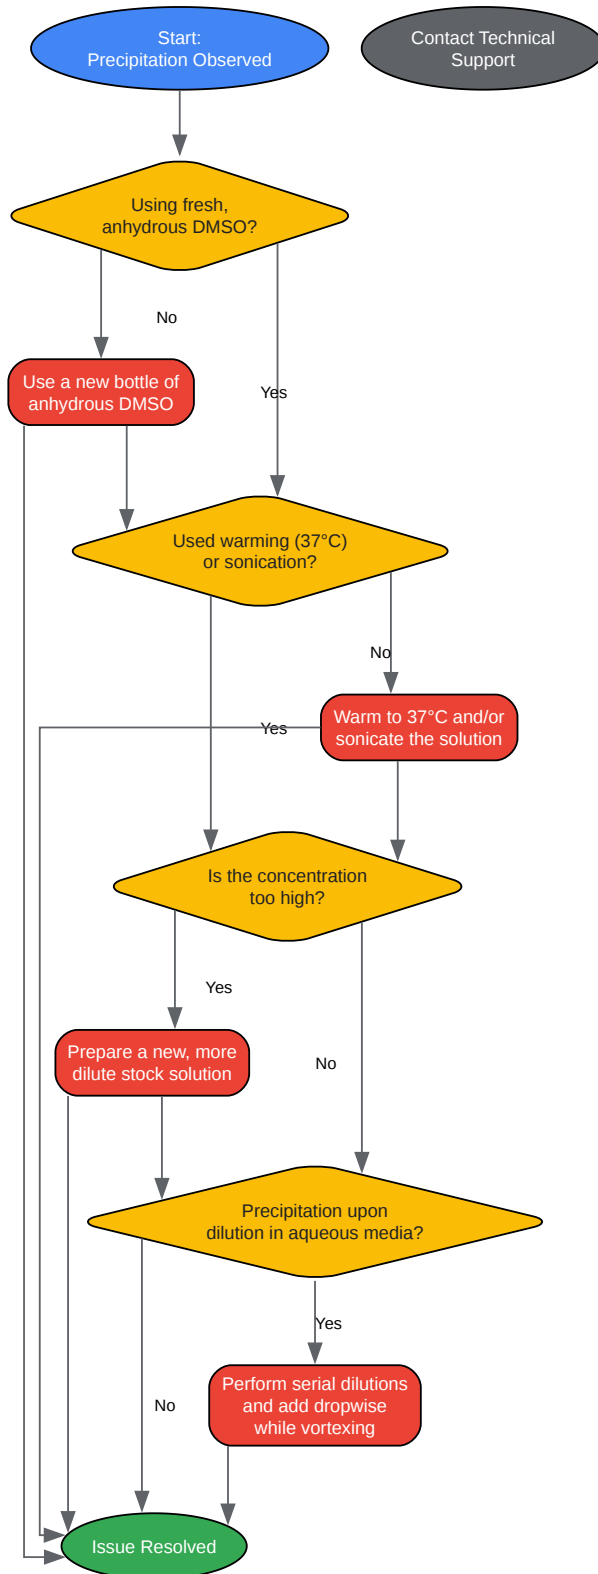 Start:
Precipitation Observed
Contact Technical
Support
Using fresh,
anhydrous DMSO?
No
Yes
Use a new bottle of
anhydrous DMSO
Used warming (37°C)
or sonication?
No
Yes
Warm to 37°C and/or
sonicate the solution
Is the concentration
too high?
Yes
No
Prepare a new, more
dilute stock solution
Precipitation upon
dilution in aqueous media?
Yes
No
Perform serial dilutions
and add dropwise
while vortexing
Issue Resolved